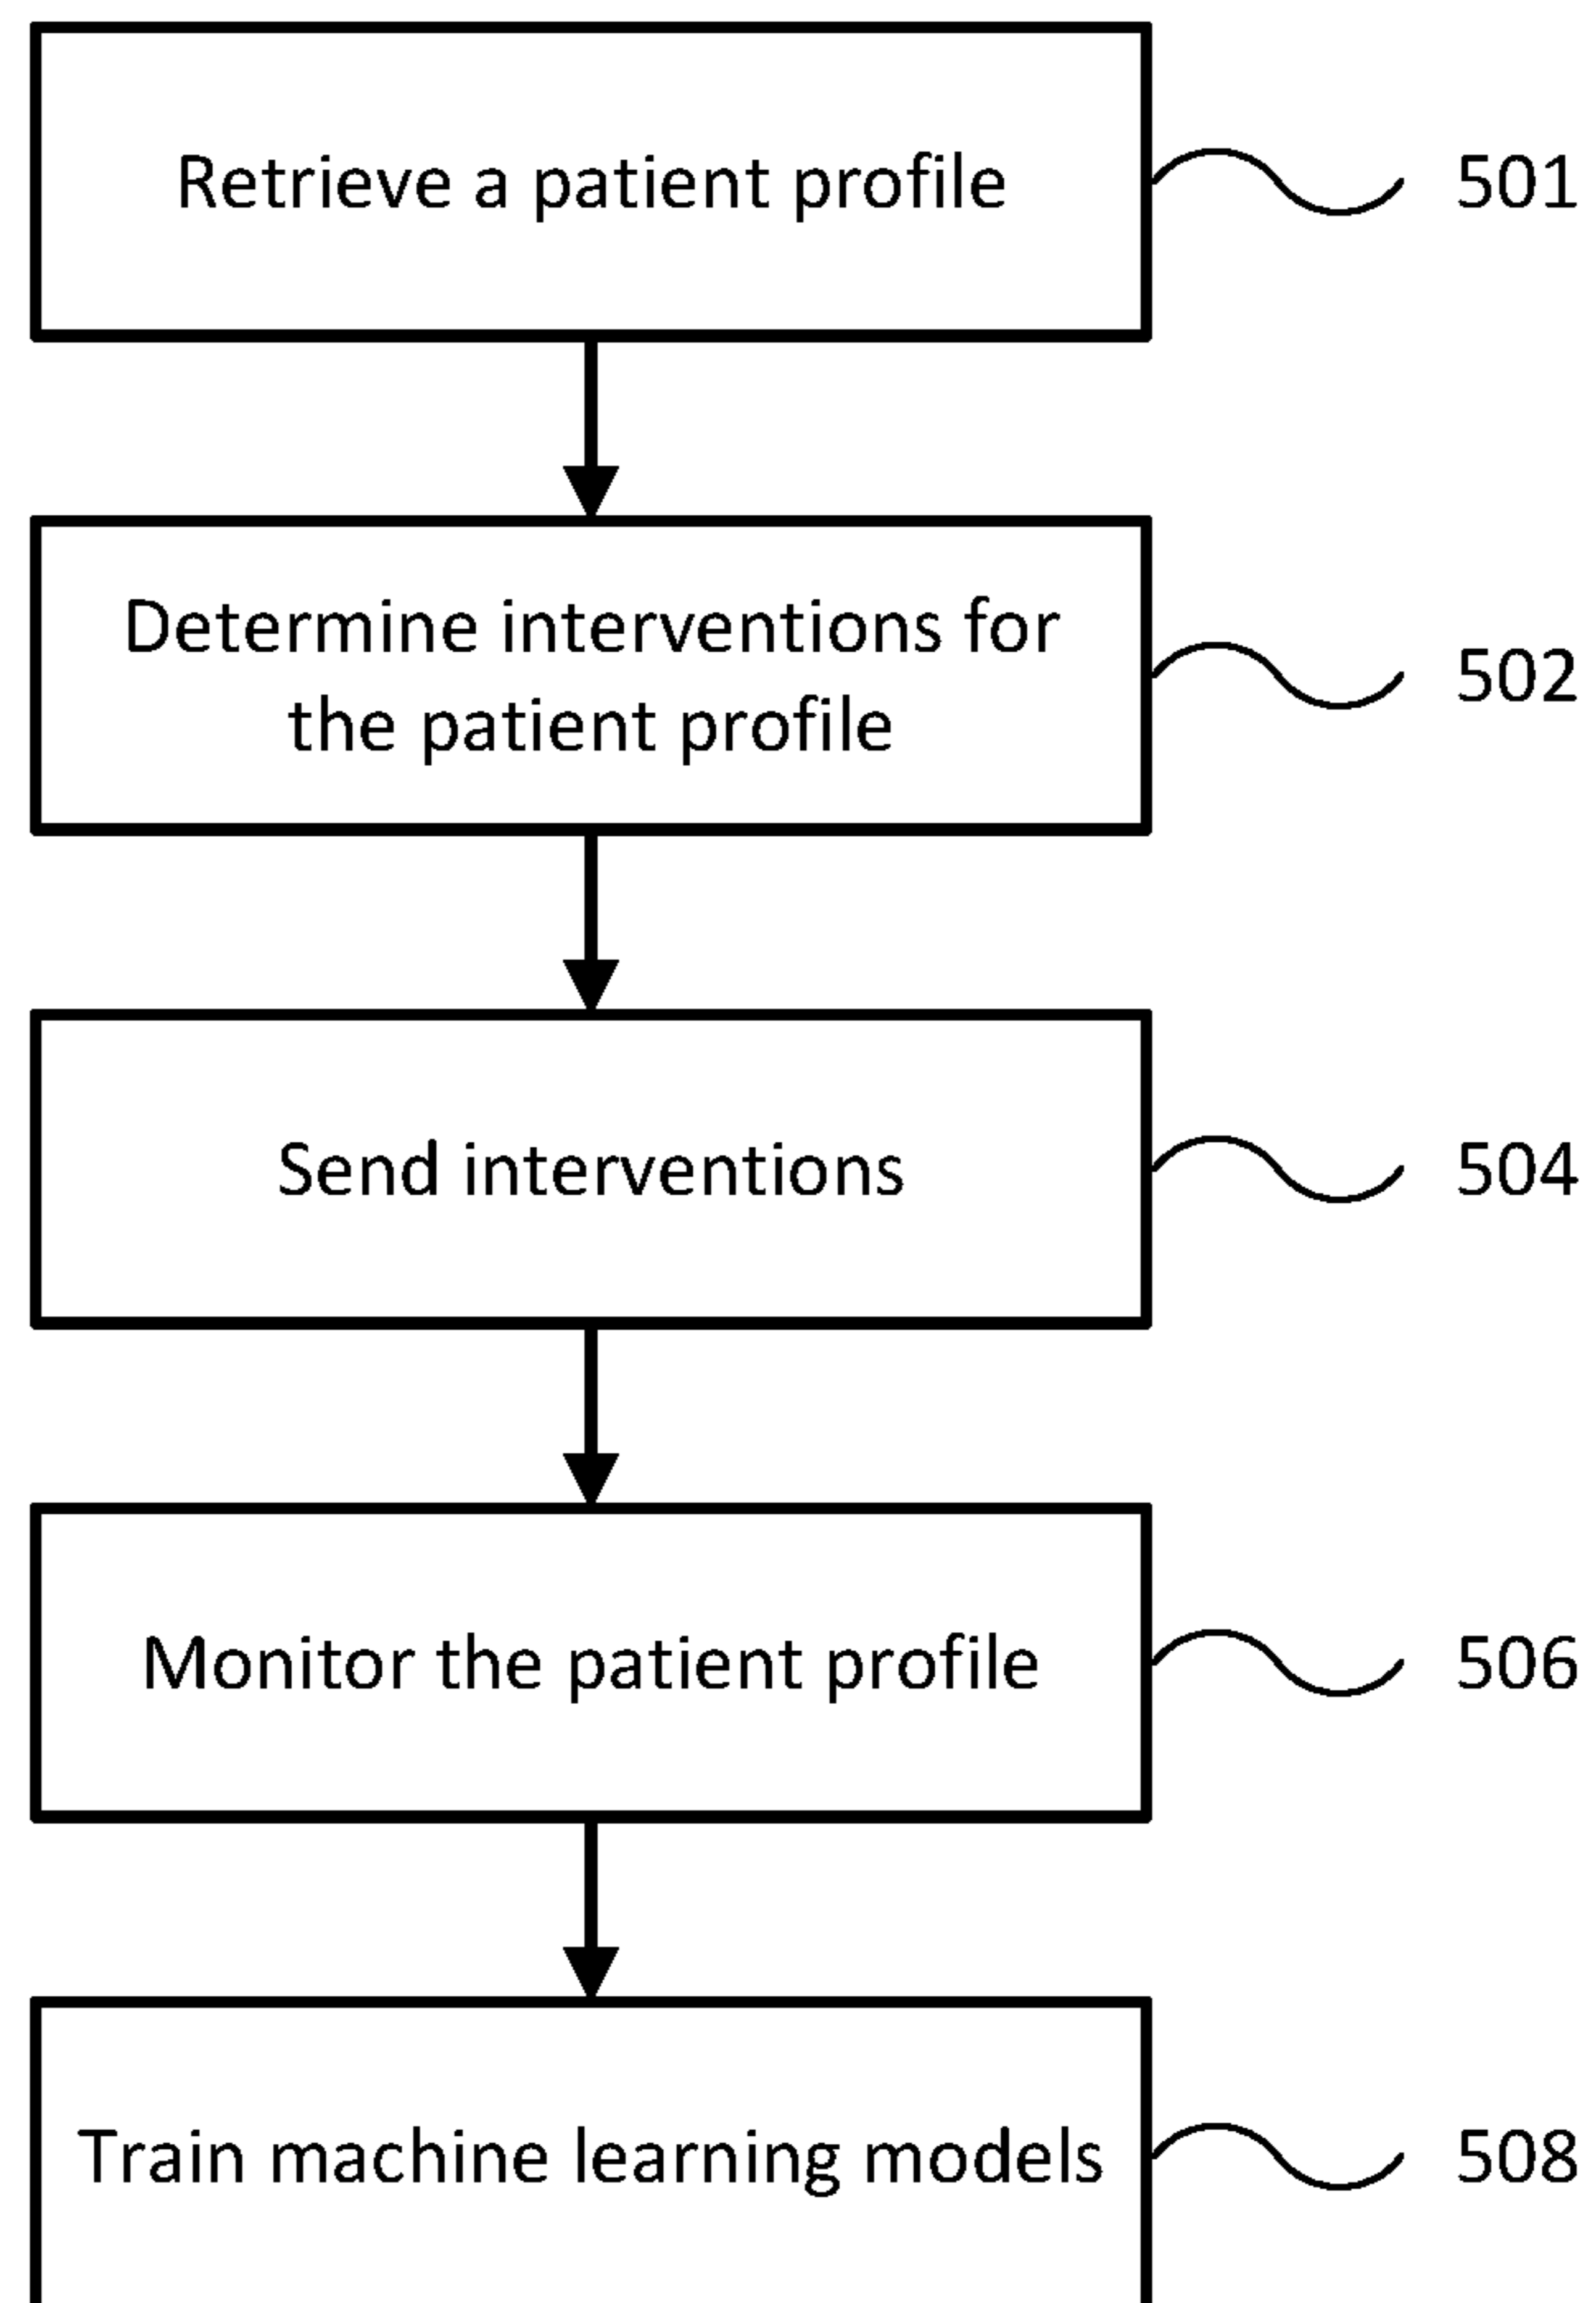 Retrieve a patient profile
501
Determine interventions for
the patient profile
502
Send interventions
504
Monitor the patient profile
506
Train machine learning models
508